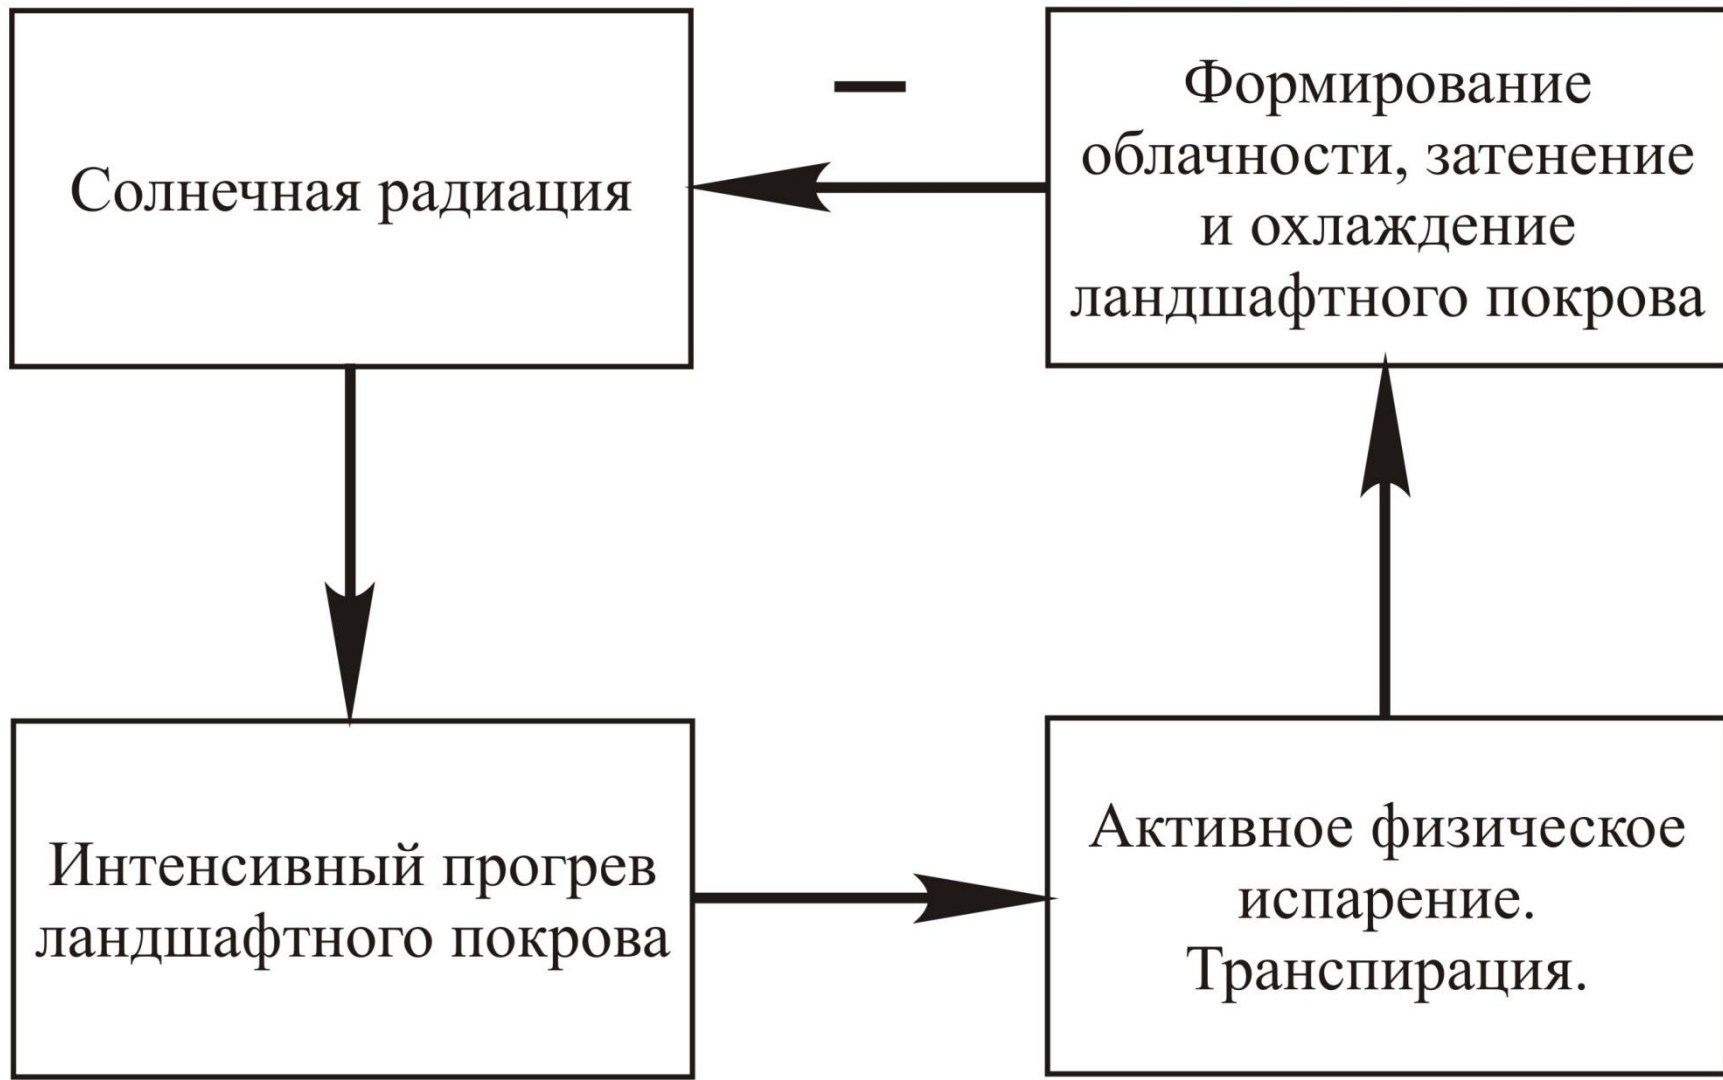 Солнечная радиация
Формирование
облачности, затенение
и охлаждение
ландшафтного покрова
Интенсивный прогрев
ландшафтного покрова
Активное физическое
испарение.
Транспирация.